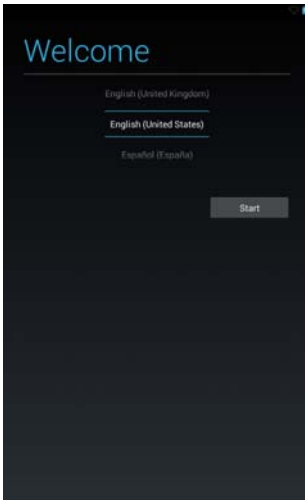 Welcome
English (United Kingdom)
English (United States)
Español (España)
Start